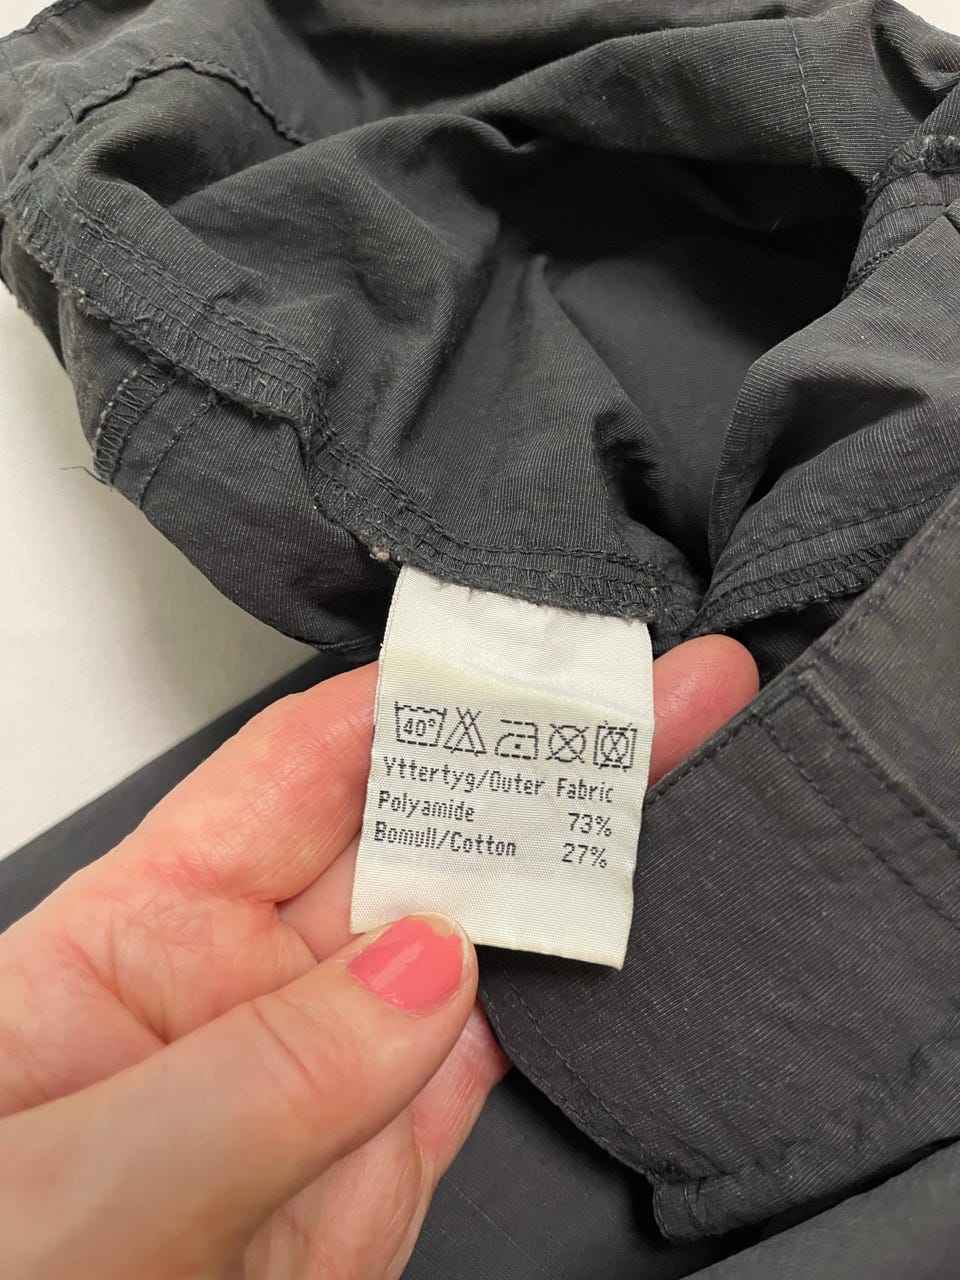 40°
Yttertyg/Outer Fabric
Polyamide 73%
Bomull/Cotton 27%